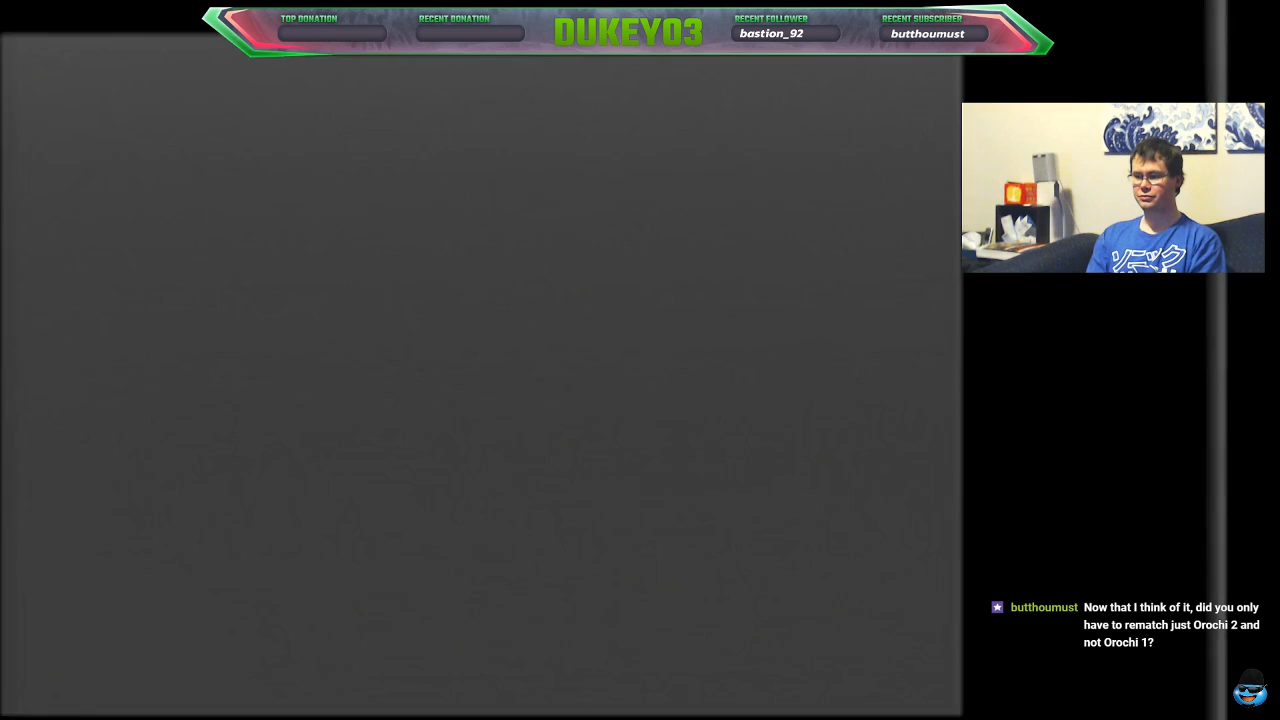 TOP DONATION
RECENT DONATION
DUKEY03
RECENT FOLLOWER
bastion_92
RECENT SUBSCRIBER
butthoumust
butthoumust Now that I think of it, did you only
have to rematch just Orochi 2 and
not Orochi 1?